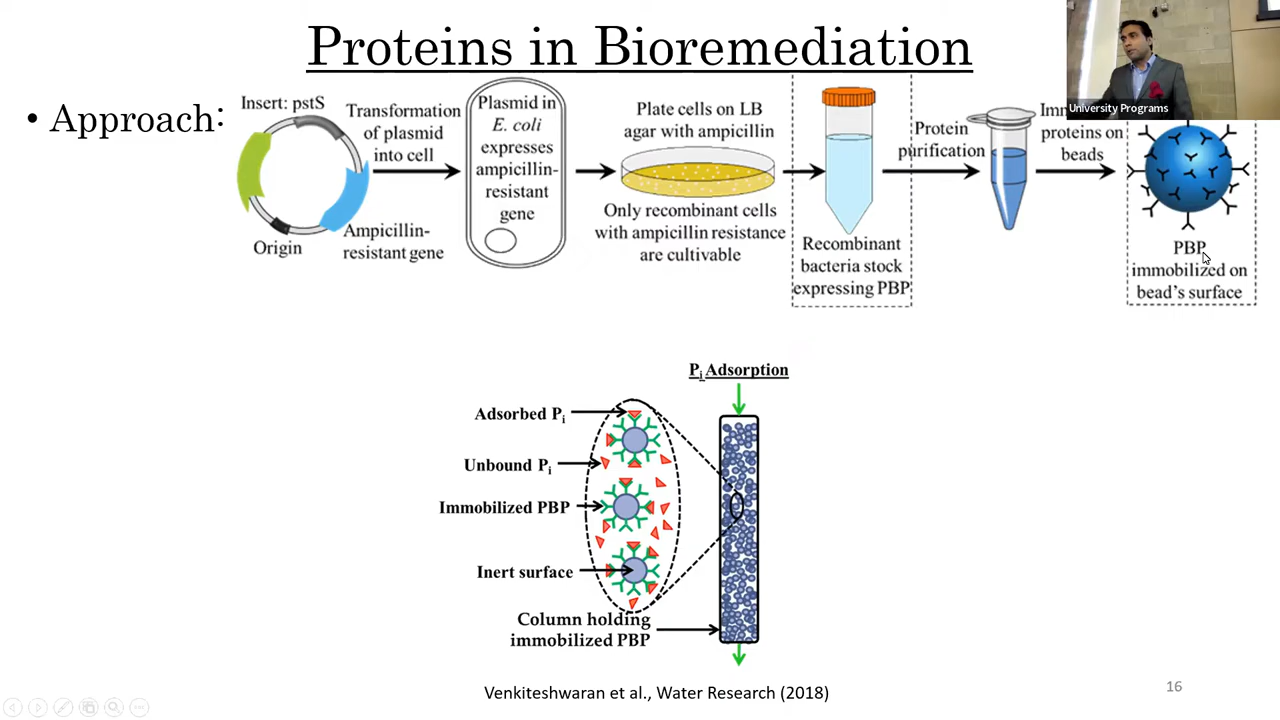 Proteins in Bioremediation
• Approach:
Insert: pstS
Origin
Ampicillin-
resistant gene
Transformation
of plasmid
into cell
Plasmid in
E. coli
expresses
ampicillin-
resistant
gene
Plate cells on LB
agar with ampicillin
Only recombinant cells
with ampicillin resistance
are cultivable
Recombinant
bacteria stock
expressing PBP
Protein
purification
proteins on
beads
University Programs
PBP
immobilized on
bead's surface
Pi Adsorption
Adsorbed Pi
Unbound Pi
Immobilized PBP
Inert surface
Column holding
immobilized PBP
Venkiteshwaran et al., Water Research (2018)
16